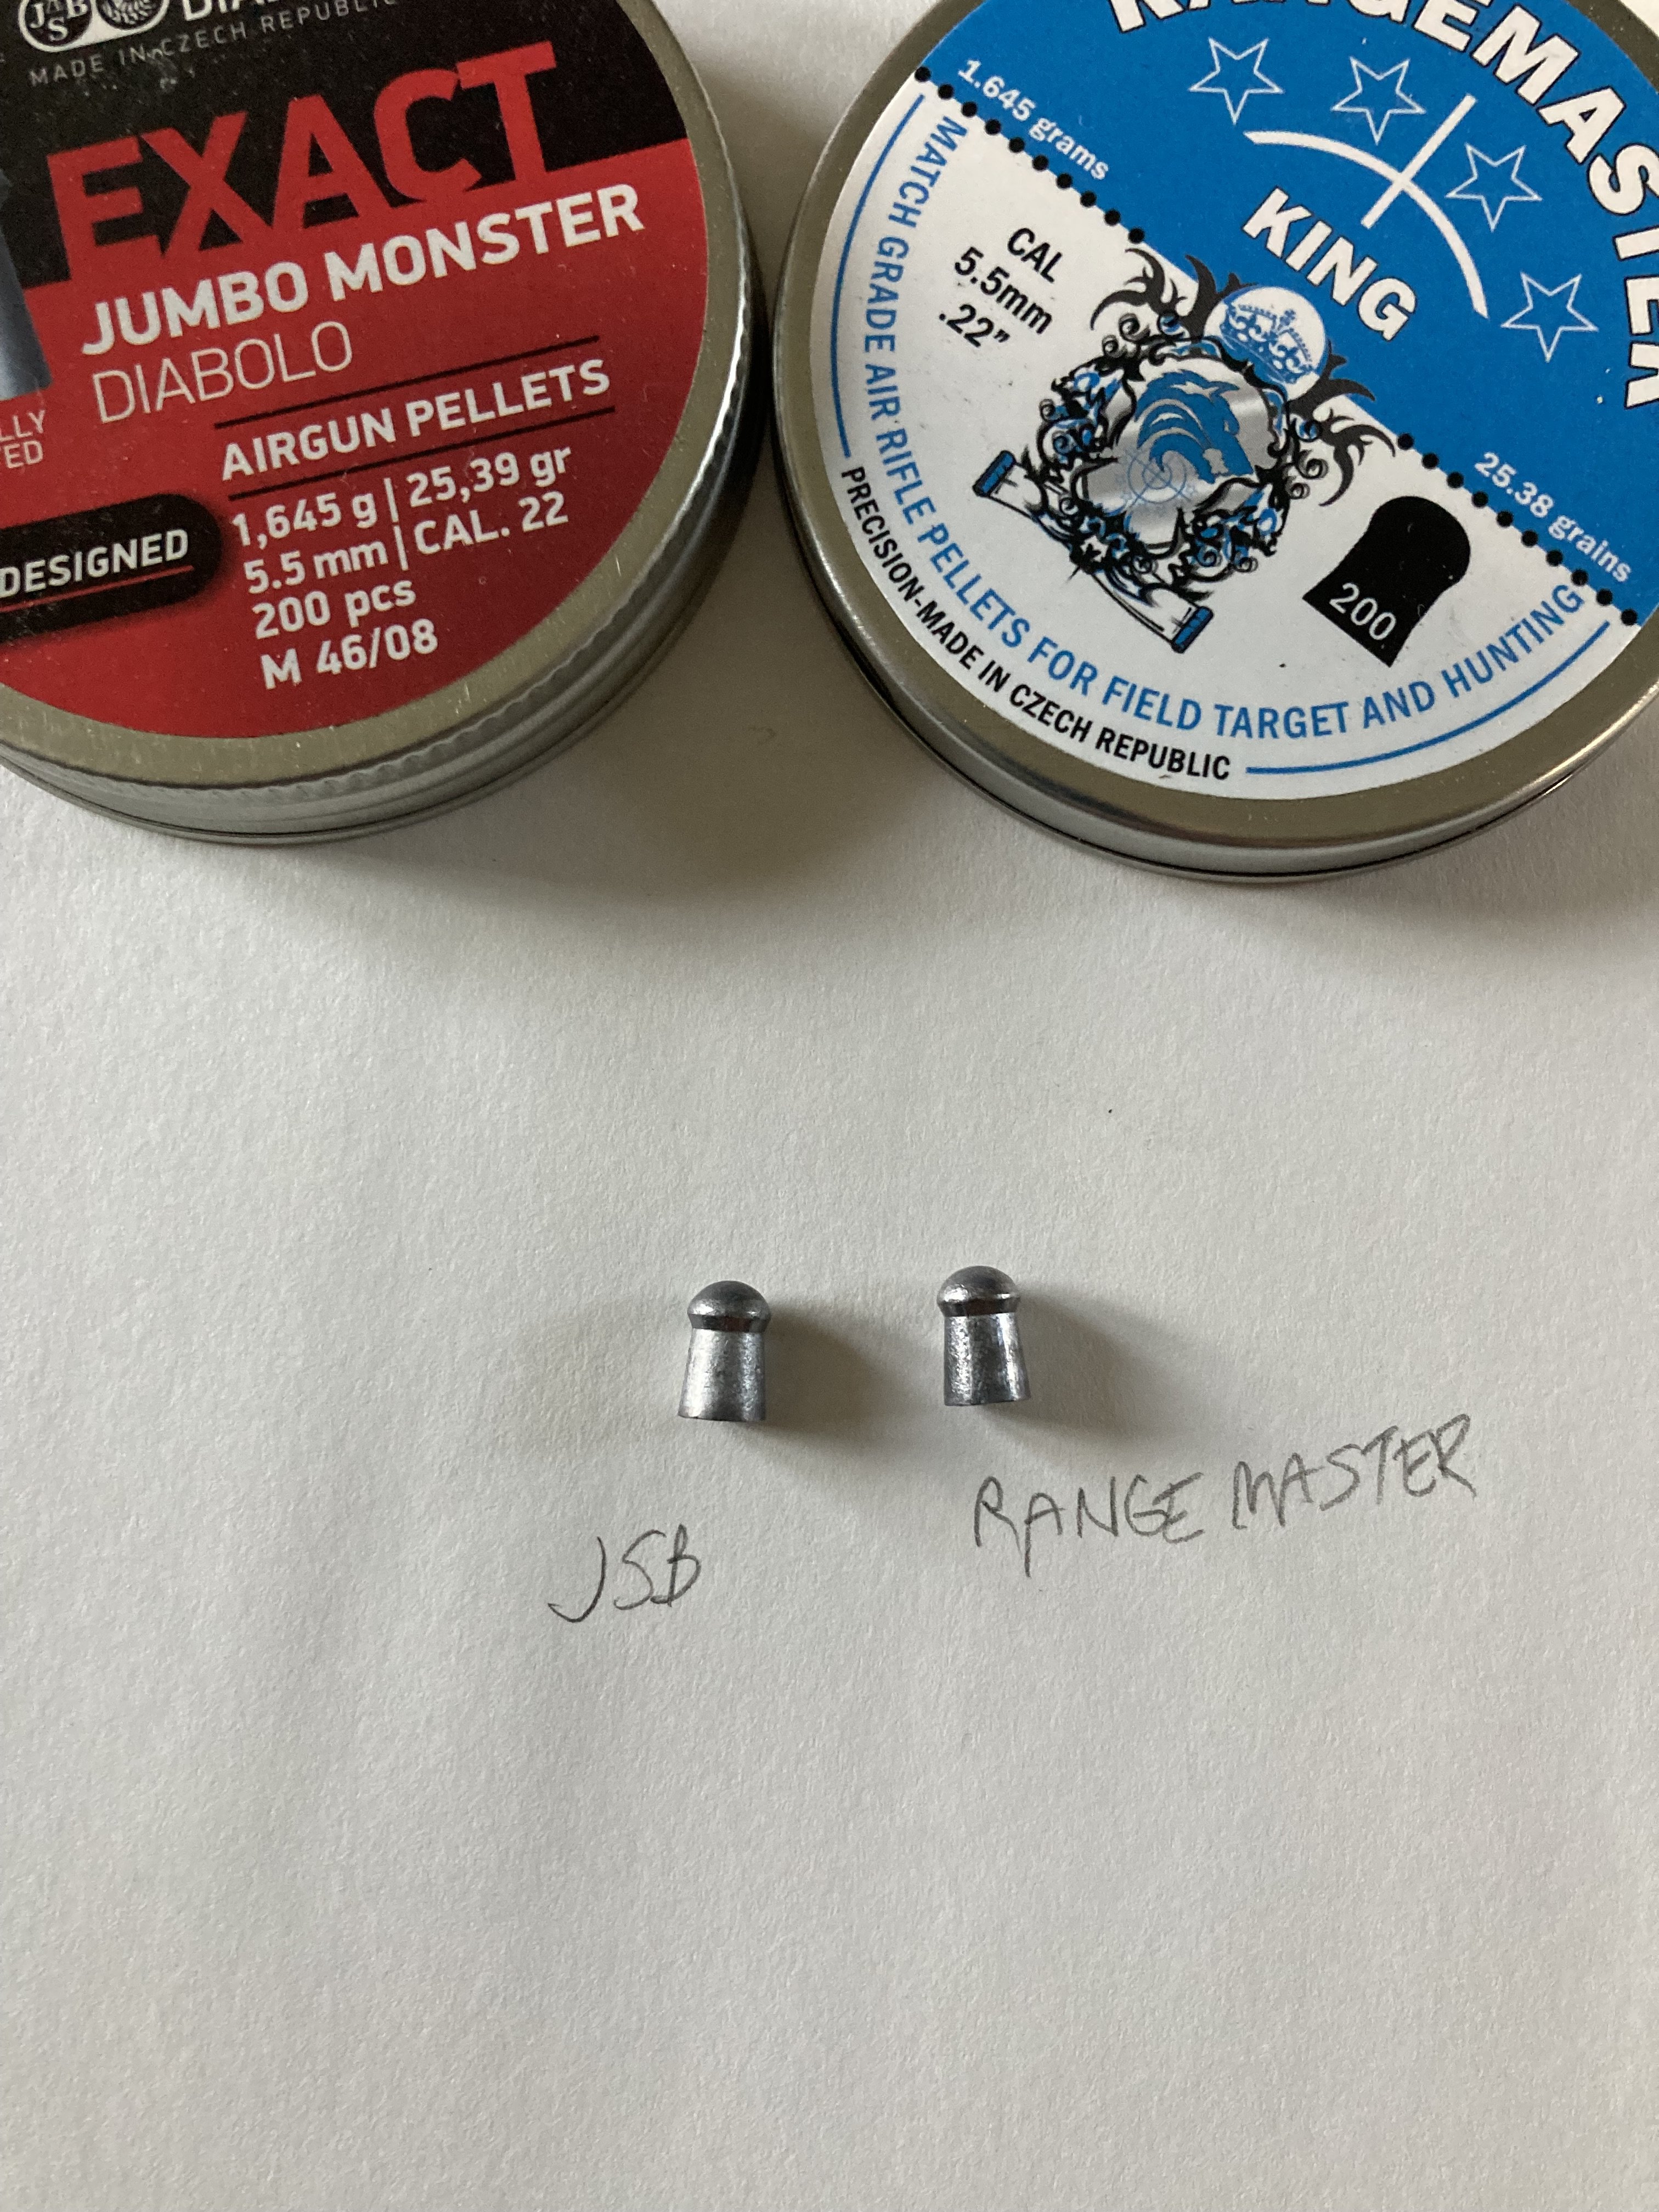 JSB
MADE IN CZECH REPUBLIC
EXACT
JUMBO MONSTER
DIABOLO
AIRGUN PELLETS
1,645 g | 25,39 gr
5.5 mm | CAL. 22
200 pcs
M 46/08
DESIGNED
RANGEMASTER
KING
1.645 grams
25.38 grains
CAL
5.5mm
.22"
200
MATCH GRADE AIR RIFLE PELLETS FOR FIELD TARGET AND HUNTING
PRECISION-MADE IN CZECH REPUBLIC
JSB
RANGE MASTER